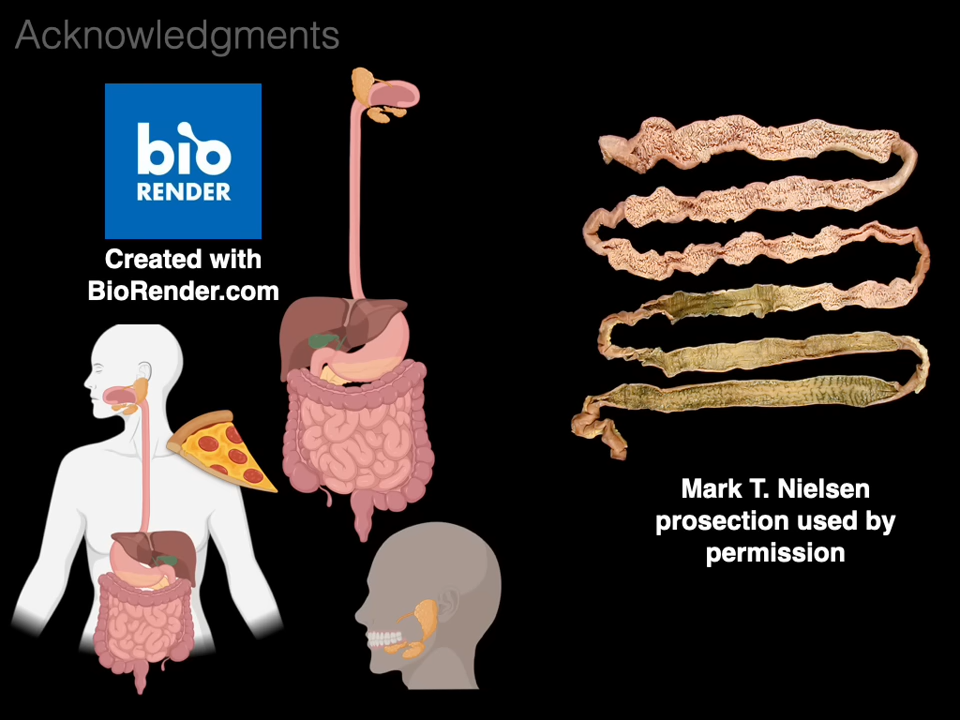 Acknowledgments
bio
RENDER
Created with
BioRender.com
Mark T. Nielsen
prosection used by
permission